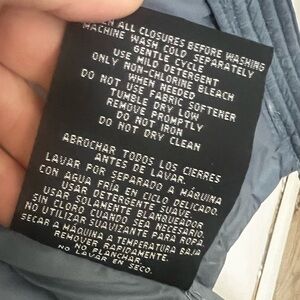 EN ALL CLOSURES BEFORE WASHING
MACHINE WASH COLD SEPARATELY
GENTLE CYCLE
USE MILD DETERGENT
ONLY NON-CHLORINE BLEACH
WHEN NEEDED
DO NOT USE FABRIC SOFTENER
TUMBLE DRY LOW
REMOVE PROMPTLY
DO NOT IRON
DO NOT DRY CLEAN
ABROCHAR TODOS LOS CIERRES
ANTES DE LAVAR
LAVAR POR SEPARADO A MÁQUINA
CON AGUA FRÍA EN CICLO DELICADO.
USAR DETERGENTE SUAVE.
USAR SOLAMENTE BLANQUEADOR
SIN CLORO CUANDO SEA NECESARIO.
NO UTILIZAR SUAVIZANTE PARA ROPA.
SECAR A MÁQUINA A TEMPERATURA BAJA
REMOVER RAPIDAMENTE.
NO PLANCHAR.
NO LAVAR EN SECO.